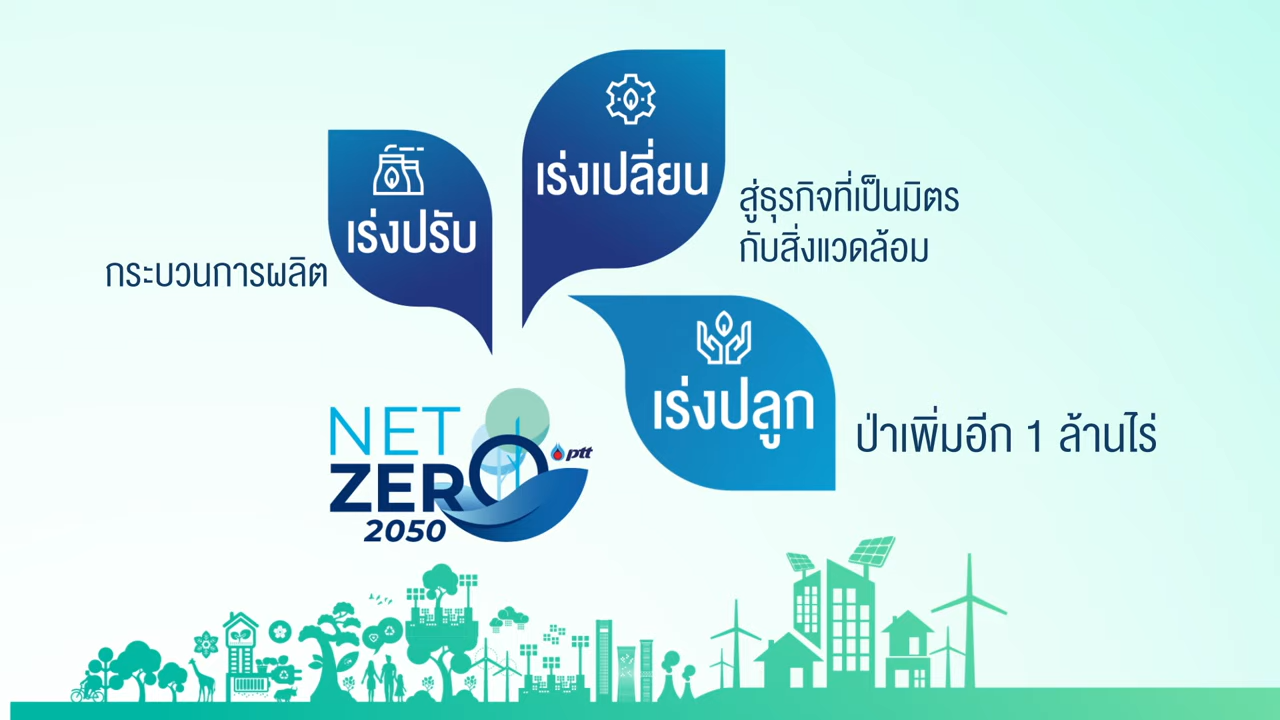 เร่งปรับ
กระบวนการผลิต
เร่งเปลี่ยน
สู่ธุรกิจที่เป็นมิตร
กับสิ่งแวดล้อม
เร่งปลูก
ป่าเพิ่มอีก 1 ล้านไร่
NET
ZERO
ptt
2050